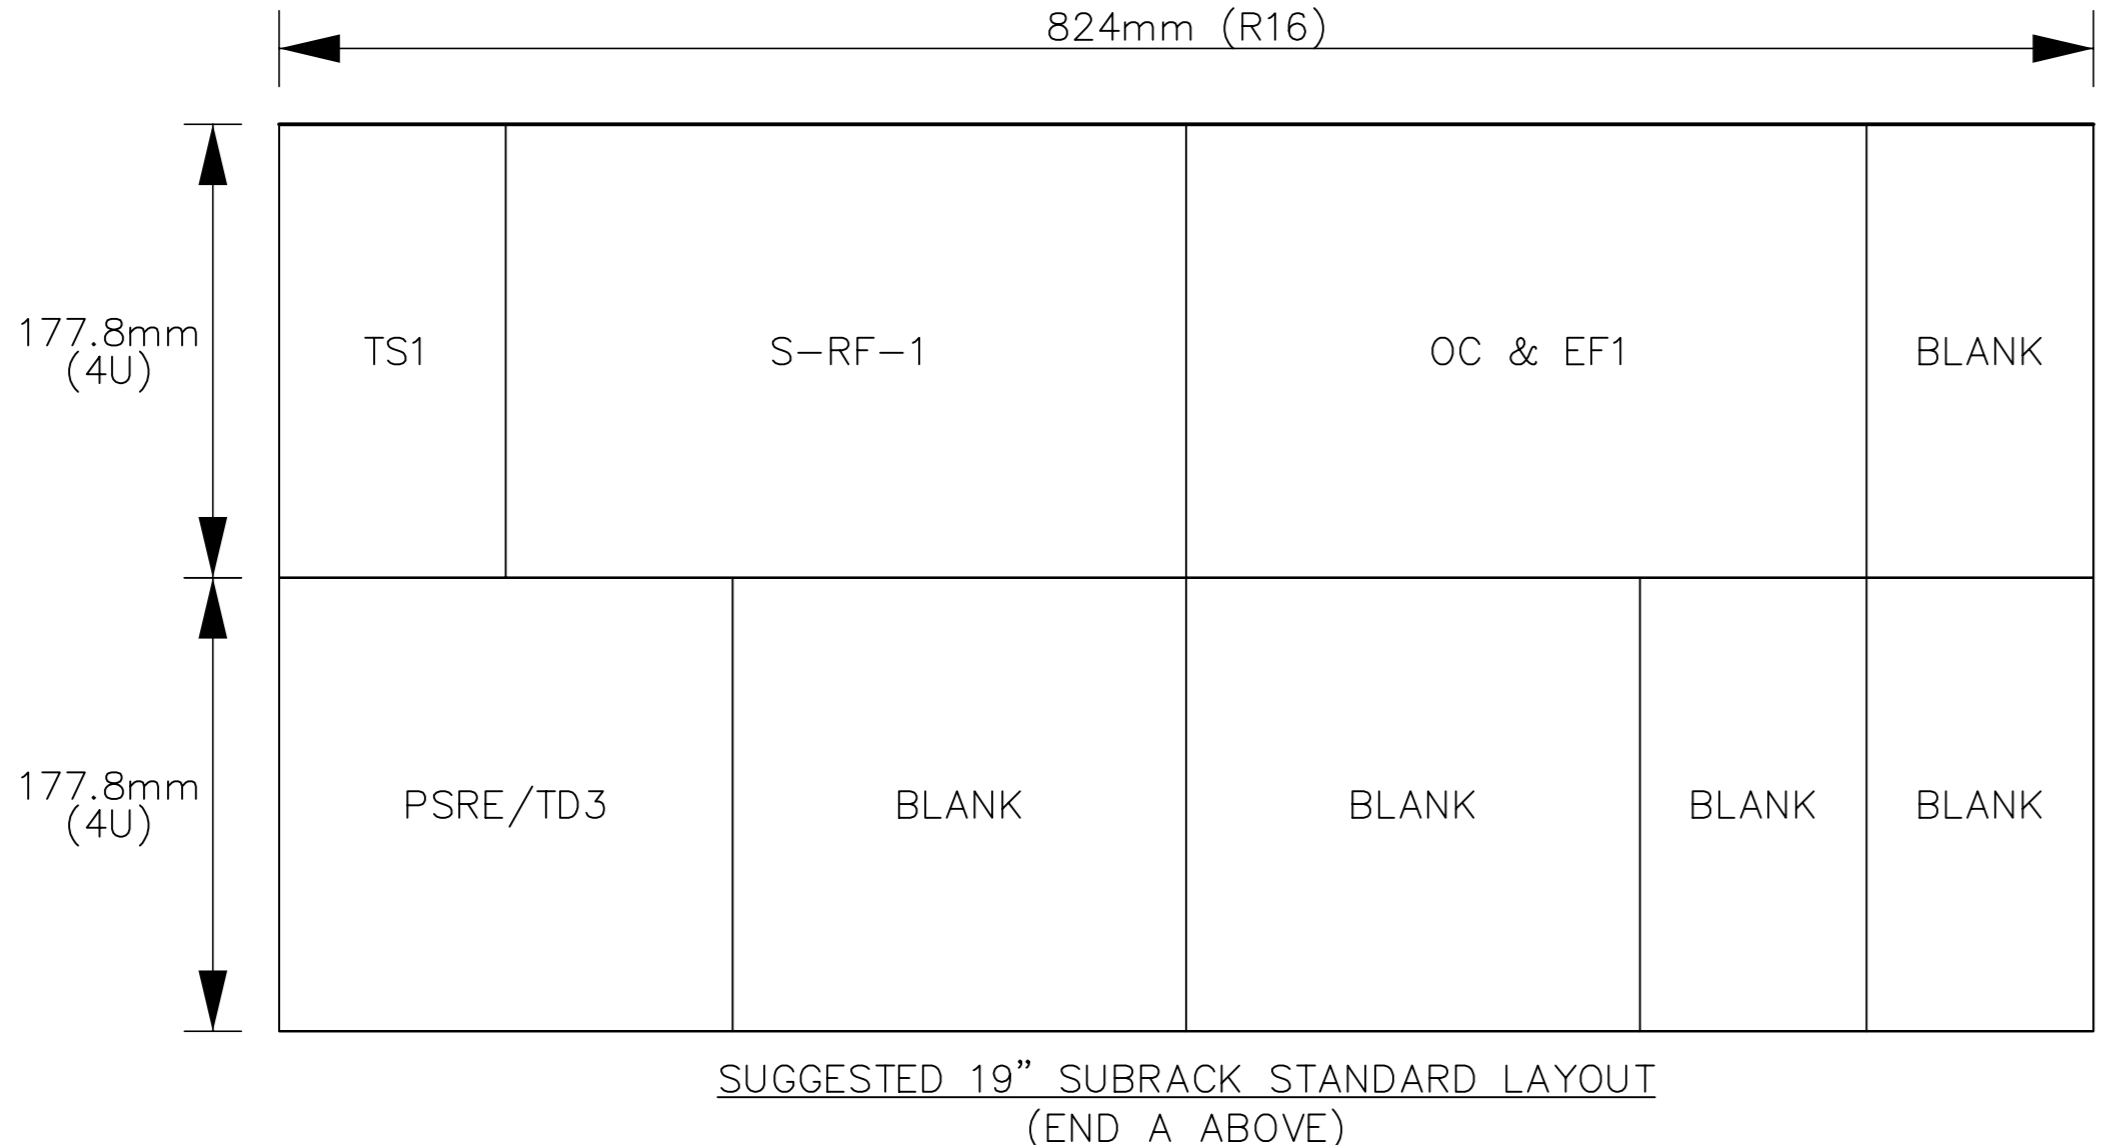 824mm (R16)
177.8mm
(4U)
TS1
S-RF-1
OC & EF1
BLANK
177.8mm
(4U)
PSRE/TD3
BLANK
BLANK
BLANK
BLANK
SUGGESTED 19” SUBRACK STANDARD LAYOUT
(END A ABOVE)